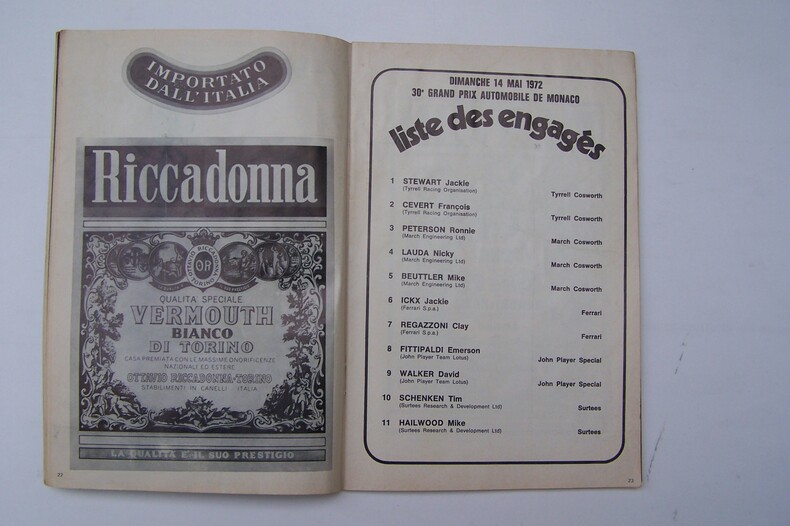 IMPORTATO
DALL'ITALIA
Riccadonna
OTTAVIO RICCADONNA
TORINO
OR
QUALITA SPECIALE
VERMOUTH
BIANCO
DI TORINO
CASA PREMIATA CON LE MASSIME ONORIFICENZE
NAZIONALI ED ESTERE
OTTAVIO RICCADONNA-TORINO
STABILIMENTI IN CANELLI ITALIA
LA QUALITA E IL SUO PRESTIGIO
22
DIMANCHE 14 MAI 1972
30e GRAND PRIX AUTOMOBILE DE MONACO
liste des engagés
1 STEWART Jackie
(Tyrrell Racing Organisation)
Tyrrell Cosworth
2 CEVERT François
(Tyrrell Racing Organisation)
Tyrrell Cosworth
3 PETERSON Ronnie
(March Engineering Ltd)
March Cosworth
4 LAUDA Nicky
(March Engineering Ltd)
March Cosworth
5 BEUTTLER Mike
(March Engineering Ltd)
March Cosworth
6 ICKX Jackie
(Ferrari S.p.a.)
Ferrari
7 REGAZZONI Clay
(Ferrari S.p.a.)
Ferrari
8 FITTIPALDI Emerson
(John Player Team Lotus)
John Player Special
9 WALKER David
(John Player Team Lotus)
John Player Special
10 SCHENKEN Tim
(Surtees Research & Development Ltd)
Surtees
11 HAILWOOD Mike
(Surtees Research & Development Ltd)
Surtees
23